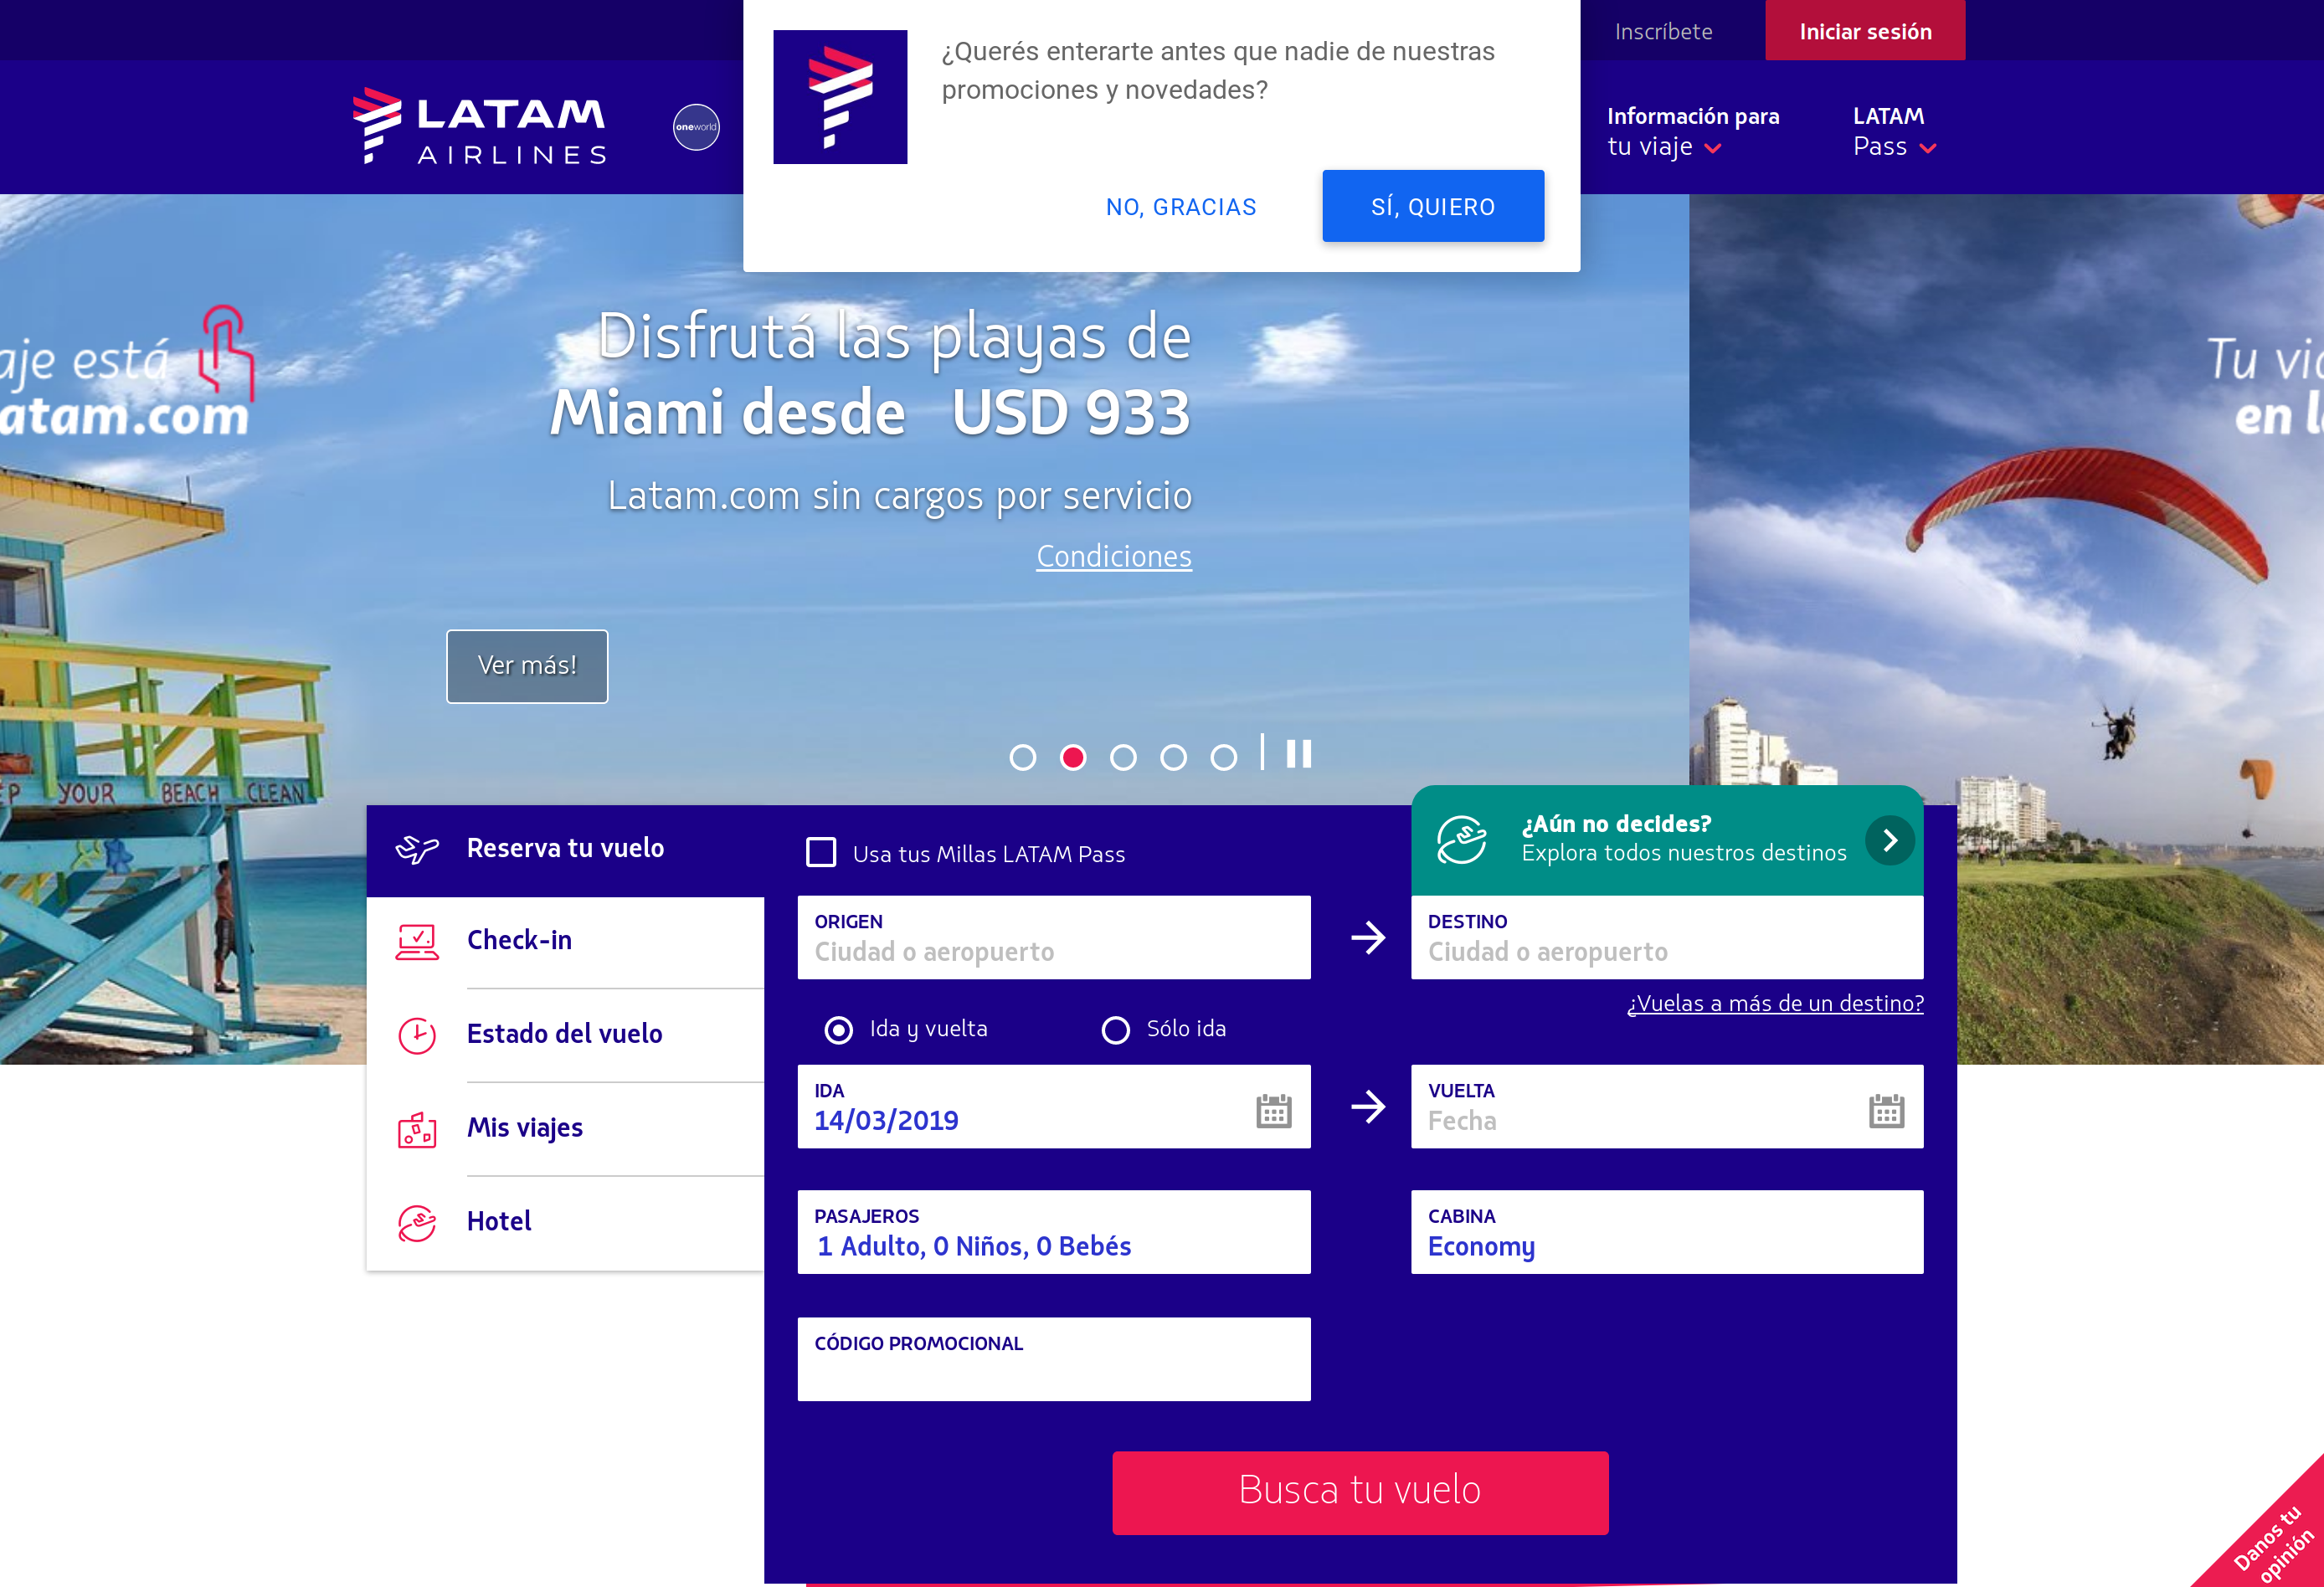 ¿Querés enterarte antes que nadie de nuestras
promociones y novedades?
NO, GRACIAS
SÍ, QUIERO
Inscríbete
Iniciar sesión
LATAM
AIRLINES
oneworld
Información para
tu viaje
LATAM
Pass
aje está
atam.com
Disfrutá las playas de
Miami desde USD 933
Latam.com sin cargos por servicio
Condiciones
Ver más!
Tu via
en l
P YOUR BEACH CLEAN
Reserva tu vuelo
Check-in
Estado del vuelo
Mis viajes
Hotel
Usa tus Millas LATAM Pass
¿Aún no decides?
Explora todos nuestros destinos
ORIGEN
Ciudad o aeropuerto
DESTINO
Ciudad o aeropuerto
¿Vuelas a más de un destino?
Ida y vuelta
Sólo ida
IDA
14/03/2019
VUELTA
Fecha
PASAJEROS
1 Adulto, 0 Niños, 0 Bebés
CABINA
Economy
CÓDIGO PROMOCIONAL
Busca tu vuelo
Danos tu
opinión